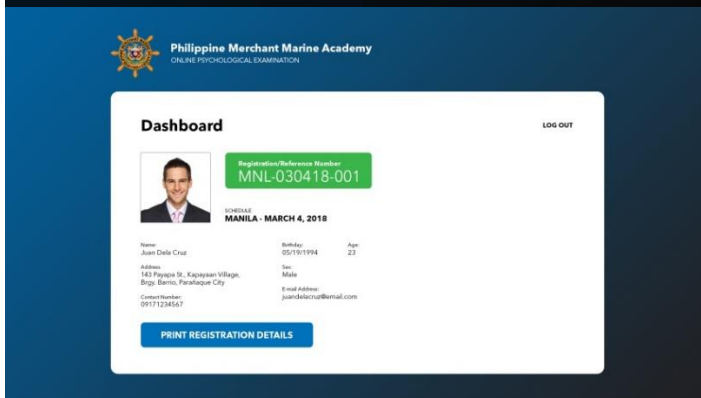 Philippine Merchant Marine Academy
ONLINE PSYCHOLOGICAL EXAMINATION
Dashboard
LOG OUT
Registration/Reference Number
MNL-030418-001
SCHEDULE
MANILA - MARCH 4, 2018
Name:
Juan Dela Cruz
Birthday:
05/19/1994
Age:
23
Address:
143 Payapa St., Kapayaan Village,
Brgy. Barrio, Parañaque City
Sex:
Male
Contact Number:
09171234567
E-mail Address:
juandelacruz@email.com
PRINT REGISTRATION DETAILS